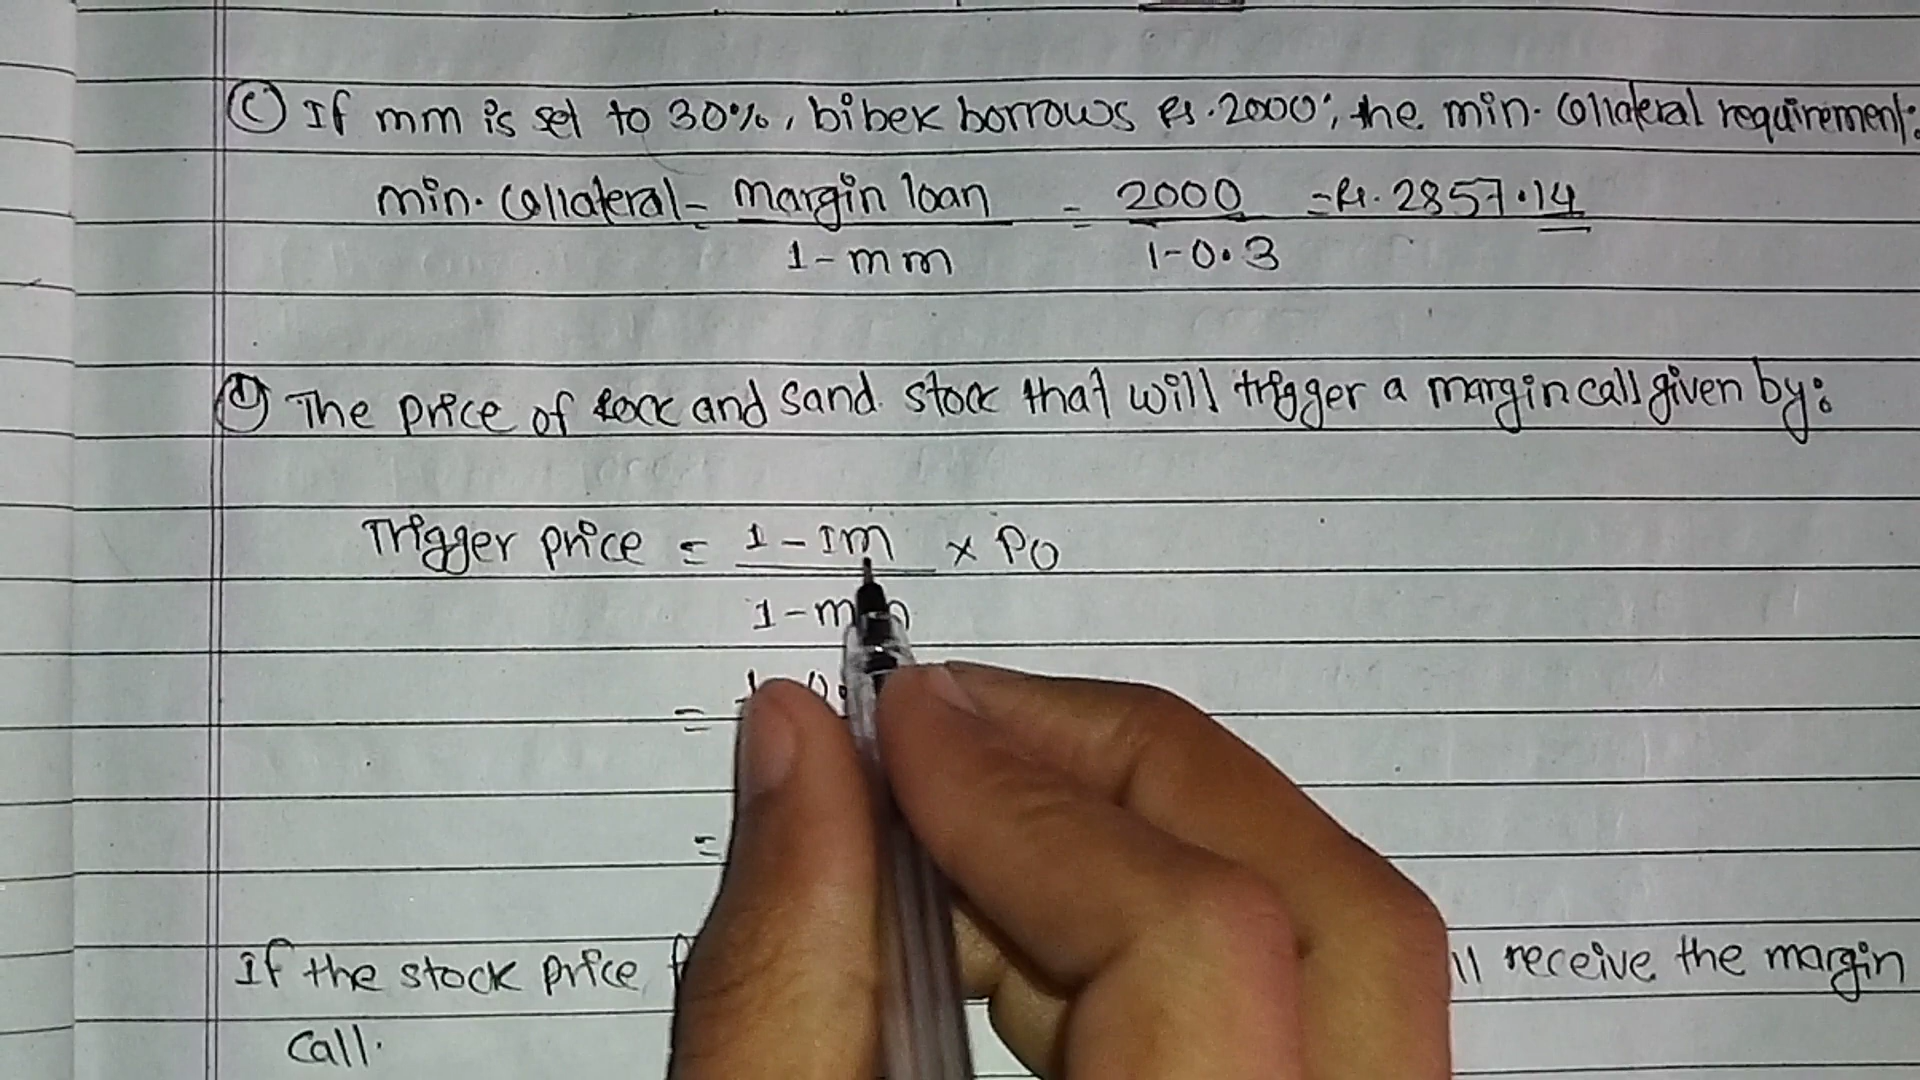 (C) If mm is set to 30%, bibek borrows Rs.2000, the min. collateral requirement:
min. collateral = margin loan / 1-mm = 2000 / 1-0.3 = Rs. 2857.14
(d) The price of Rock and Sand stock that will trigger a margin call given by:
Trigger price = 1-Im / 1-mm × P0
=
=
If the stock price
receive the margin
call.